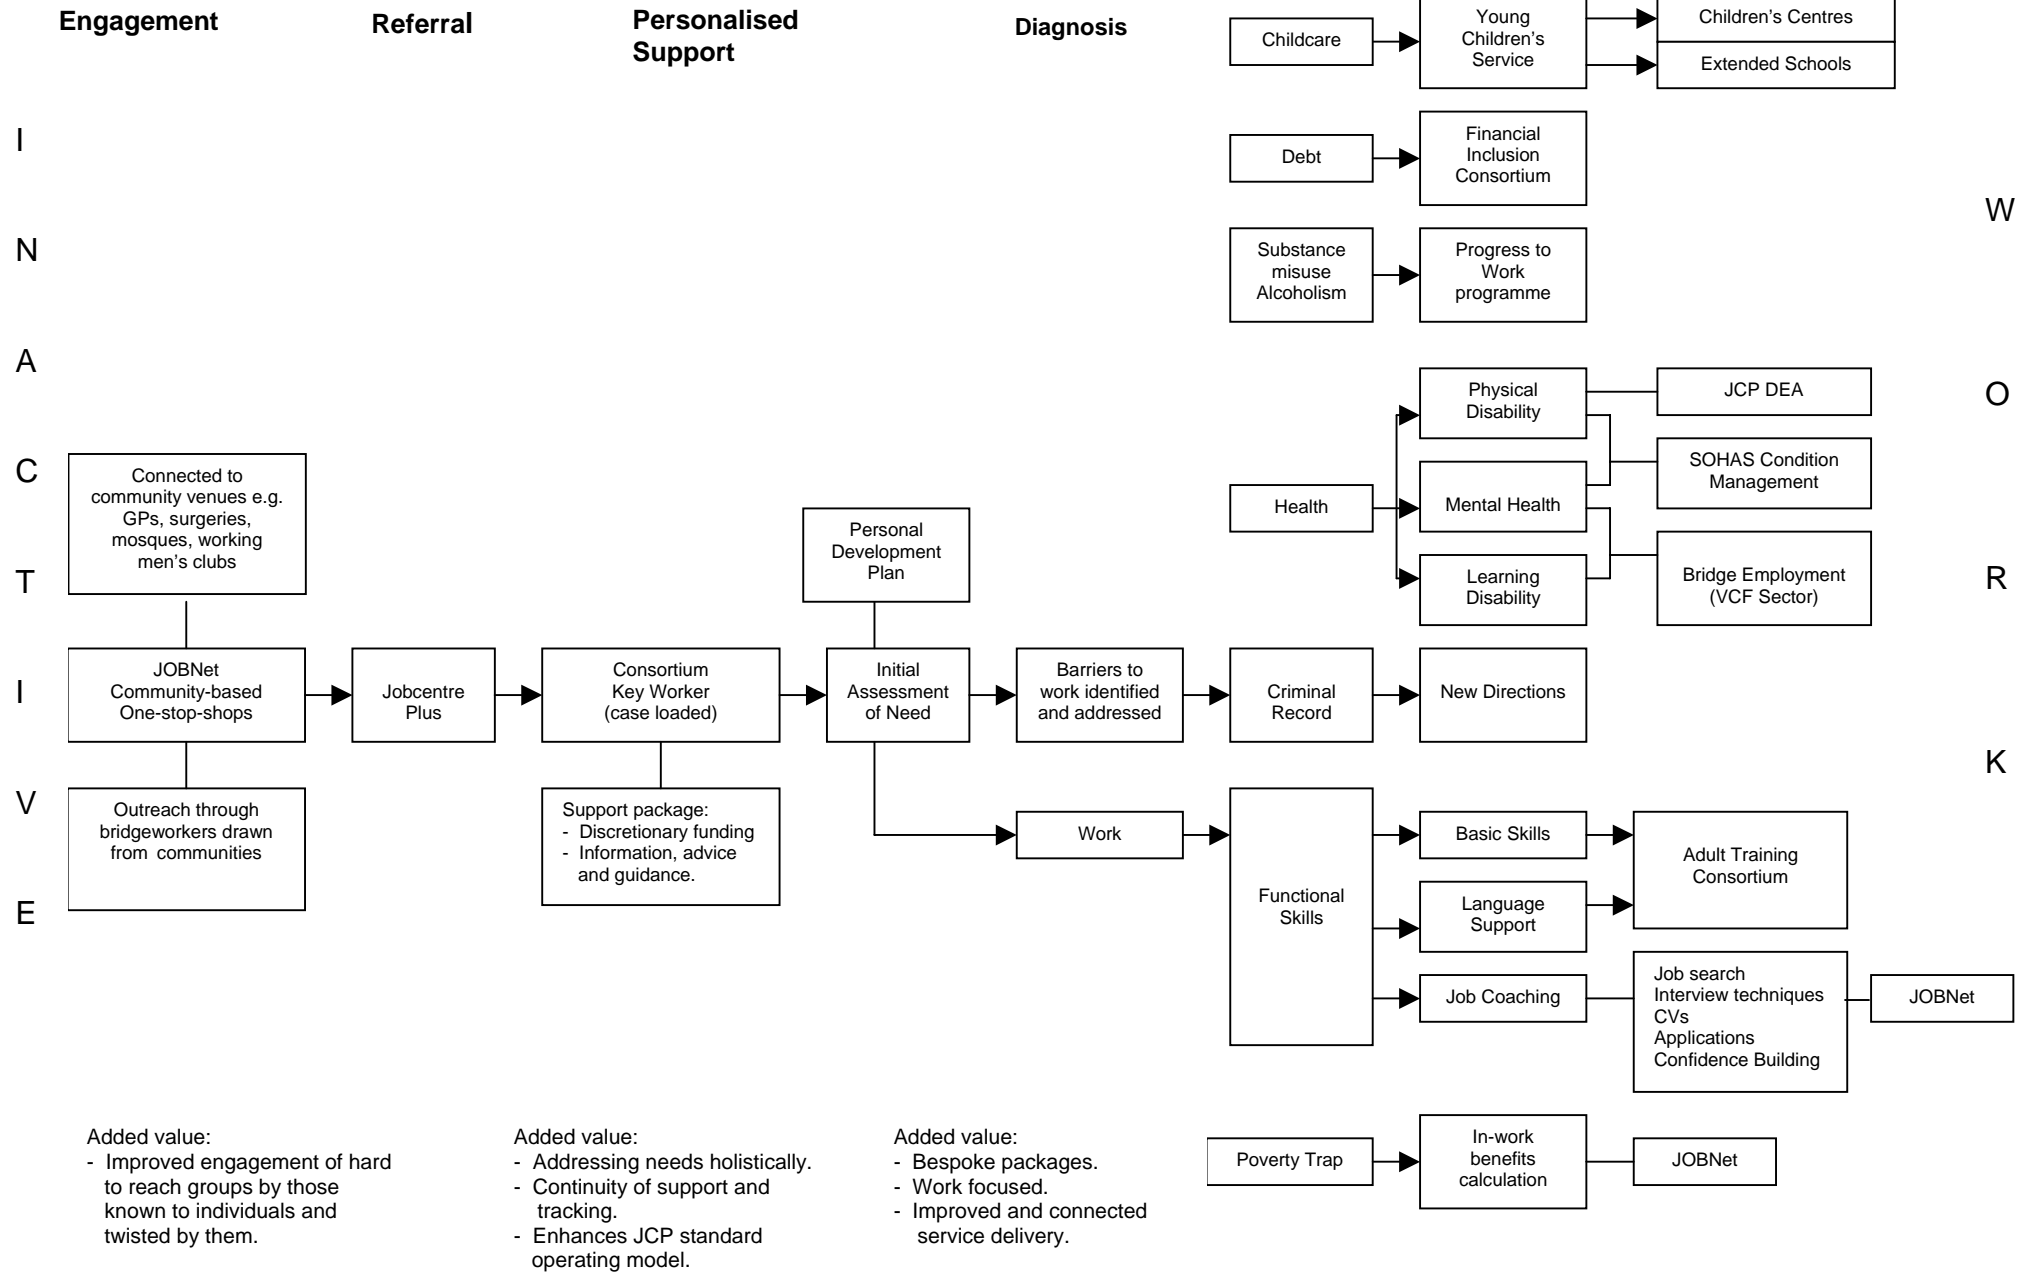 Engagement
Referral
Personalised
Support
Diagnosis
Childcare
Young
Children's
Service
Children's Centres
Extended Schools
Debt
Financial
Inclusion
Consortium
Substance
misuse
Alcoholism
Progress to
Work
programme
Health
Physical
Disability
Mental Health
Learning
Disability
JCP DEA
SOHAS Condition
Management
Bridge Employment
(VCF Sector)
I
N
A
C
T
I
V
E
Connected to
community venues e.g.
GPs, surgeries,
mosques, working
men's clubs
JOBNet
Community-based
One-stop-shops
Outreach through
bridgeworkers drawn
from communities
Jobcentre
Plus
Consortium
Key Worker
(case loaded)
Support package:
- Discretionary funding
- Information, advice
and guidance.
Personal
Development
Plan
Initial
Assessment
of Need
Barriers to
work identified
and addressed
Criminal
Record
New Directions
Work
Functional
Skills
Basic Skills
Language
Support
Job Coaching
Adult Training
Consortium
Job search
Interview techniques
CVs
Applications
Confidence Building
JOBNet
Poverty Trap
In-work
benefits
calculation
JOBNet
W
O
R
K
Added value:
- Improved engagement of hard
to reach groups by those
known to individuals and
twisted by them.
Added value:
- Addressing needs holistically.
- Continuity of support and
tracking.
- Enhances JCP standard
operating model.
Added value:
- Bespoke packages.
- Work focused.
- Improved and connected
service delivery.